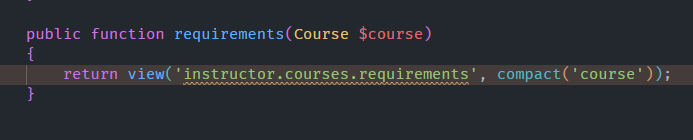 }
public function requirements(Course $course)
{
    return view('instructor.courses.requirements', compact('course'));
}